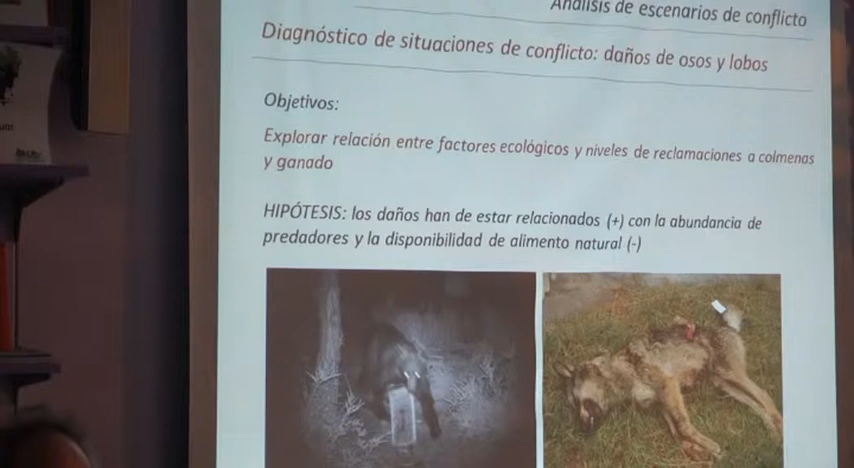 Análisis de escenarios de conflicto
Diagnóstico de situaciones de conflicto: daños de osos y lobos
Objetivos:
Explorar relación entre factores ecológicos y niveles de reclamaciones a colmenas
y ganado
HIPÓTESIS: los daños han de estar relacionados (+) con la abundancia de
predadores y la disponibilidad de alimento natural (-)